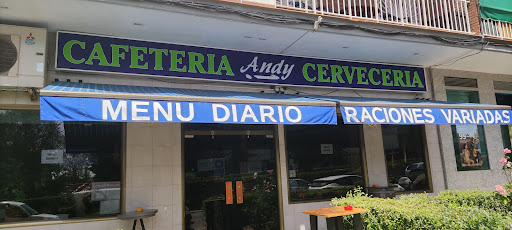 CAFETERIA Andy CERVECERIA
MENU DIARIO
RACIONES VARIADAS